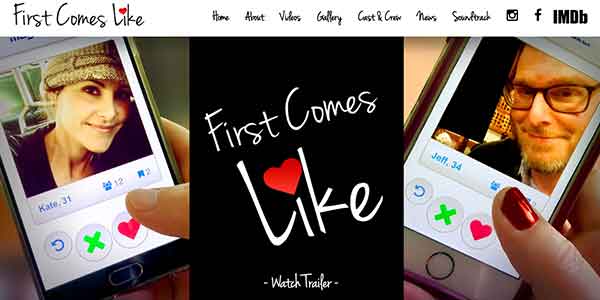 First Comes Like
Home About Videos Gallery Cast & Crew News Soundtrack f IMDb
Kate, 31 12 2
First Comes
Like
- Watch Trailer -
Jeff, 34